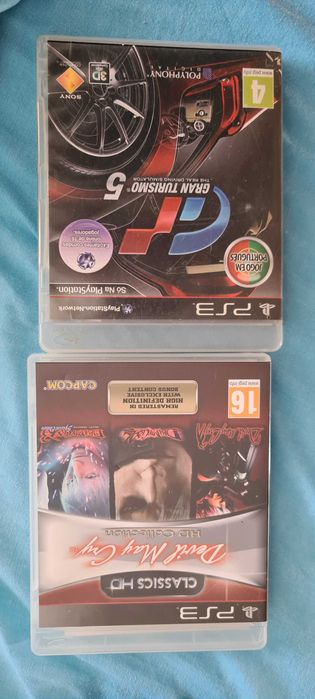 PS3
PlayStation.Network
Só Na PlayStation.
JOGO EM
PORTUGUÊS
GRAN TURISMO 5
THE REAL DRIVING SIMULATOR
4
www.pegi.info
POLYPHONY
DIGITAL
3D
SONY
PS3
CLASSICS HD
Devil May Cry
HD Collection
16
www.pegi.info
REMASTERED IN
HIGH DEFINITION
WITH EXCLUSIVE
BONUS CONTENT
CAPCOM